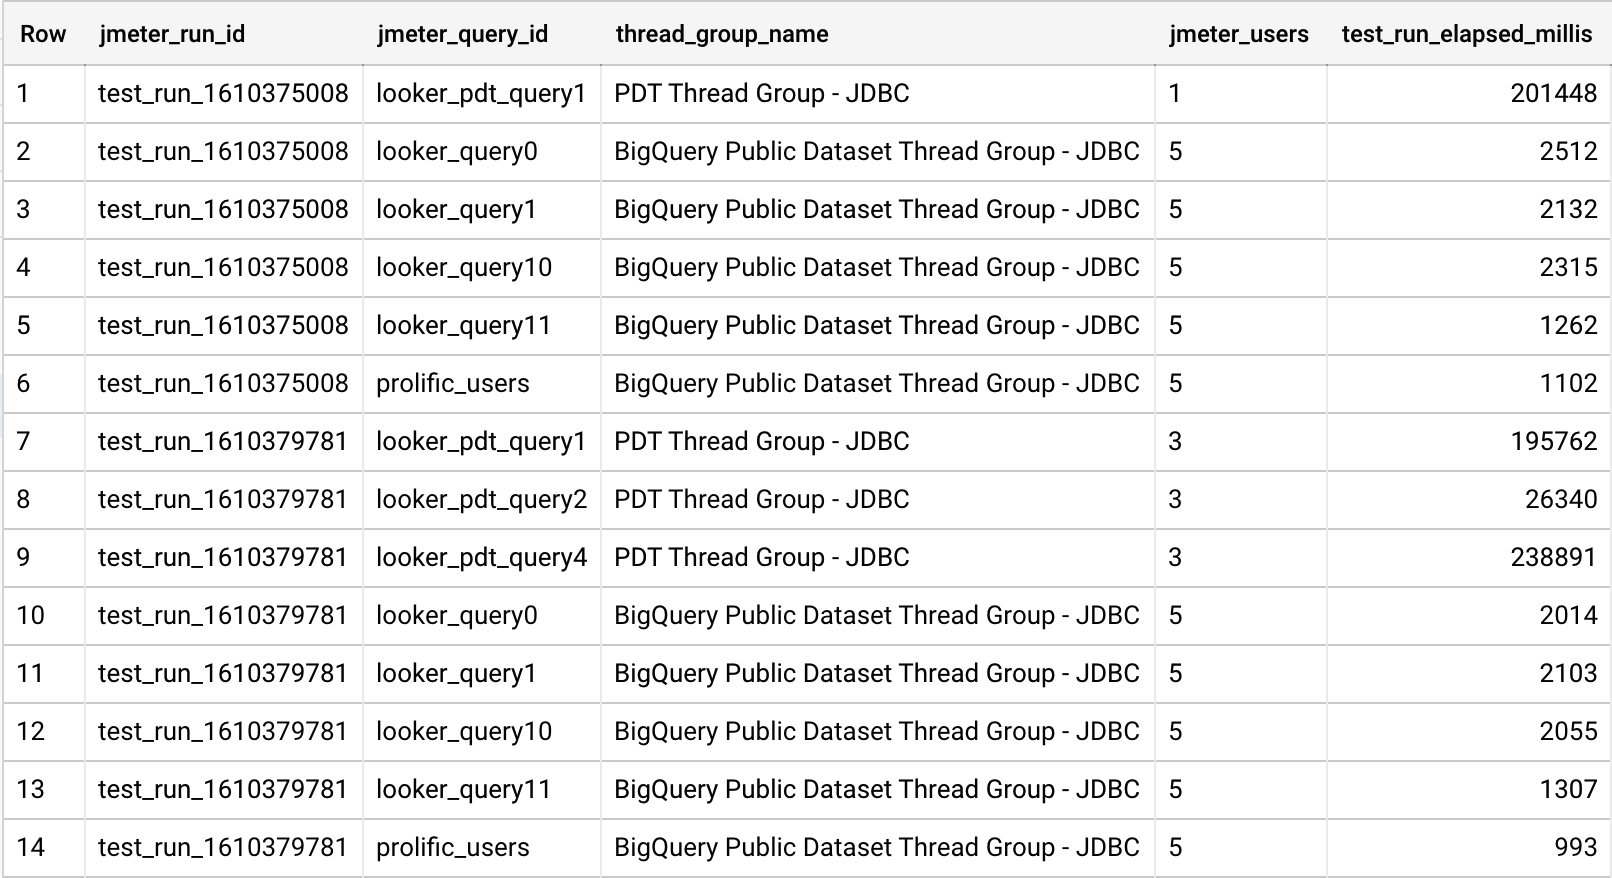 Row jmeter_run_id jmeter_query_id thread_group_name jmeter_users test_run_elapsed_millis
1 test_run_1610375008 looker_pdt_query1 PDT Thread Group - JDBC 1 201448
2 test_run_1610375008 looker_query0 BigQuery Public Dataset Thread Group - JDBC 5 2512
3 test_run_1610375008 looker_query1 BigQuery Public Dataset Thread Group - JDBC 5 2132
4 test_run_1610375008 looker_query10 BigQuery Public Dataset Thread Group - JDBC 5 2315
5 test_run_1610375008 looker_query11 BigQuery Public Dataset Thread Group - JDBC 5 1262
6 test_run_1610375008 prolific_users BigQuery Public Dataset Thread Group - JDBC 5 1102
7 test_run_1610379781 looker_pdt_query1 PDT Thread Group - JDBC 3 195762
8 test_run_1610379781 looker_pdt_query2 PDT Thread Group - JDBC 3 26340
9 test_run_1610379781 looker_pdt_query4 PDT Thread Group - JDBC 3 238891
10 test_run_1610379781 looker_query0 BigQuery Public Dataset Thread Group - JDBC 5 2014
11 test_run_1610379781 looker_query1 BigQuery Public Dataset Thread Group - JDBC 5 2103
12 test_run_1610379781 looker_query10 BigQuery Public Dataset Thread Group - JDBC 5 2055
13 test_run_1610379781 looker_query11 BigQuery Public Dataset Thread Group - JDBC 5 1307
14 test_run_1610379781 prolific_users BigQuery Public Dataset Thread Group - JDBC 5 993